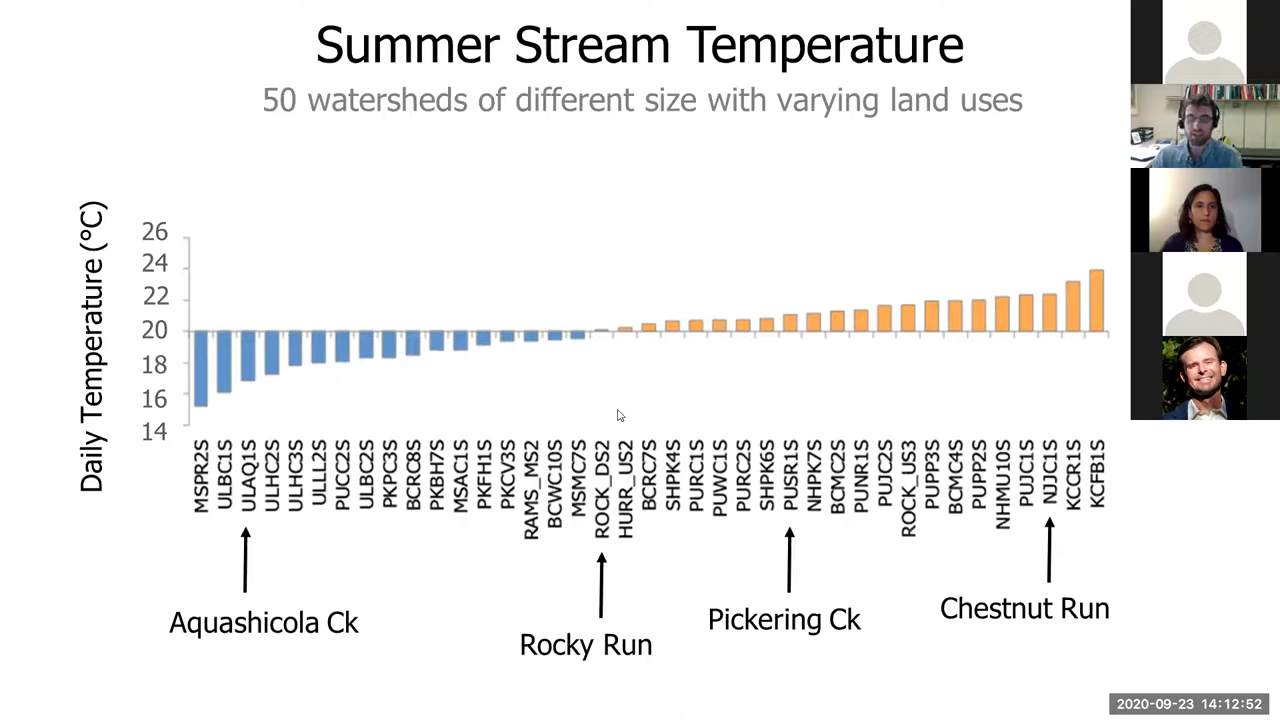 Summer Stream Temperature
50 watersheds of different size with varying land uses
Daily Temperature (°C)
26
24
22
20
18
16
14
MSPR2S
ULBC1S
ULAQ1S
ULHC2S
ULHC3S
ULLL2S
PUCC2S
ULBC2S
PKPC3S
BCRC8S
PKBH7S
MSAC1S
PKFH1S
PKCV3S
RAMS_MS2
BCWC10S
MSMC7S
ROCK_DS2
HURR_US2
BCRC7S
SHPK4S
PURC1S
PUWC1S
PURC2S
SHPK6S
PUSR1S
NHPK7S
BCMC2S
PUNR1S
PUJC2S
ROCK_US3
PUPP3S
BCMC4S
PUPP2S
NHMU10S
PUJC1S
NJJC1S
KCCR1S
KCFB1S
Aquashicola Ck
Rocky Run
Pickering Ck
Chestnut Run
2020-09-23 14:12:52